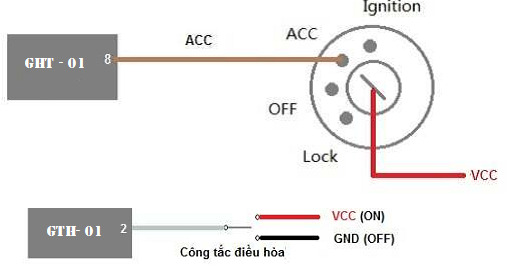 Ignition
GHT - 01 8 ACC ACC
OFF
Lock
VCC
GTH- 01 2 VCC (ON)
GND (OFF)
Công tắc điều hòa